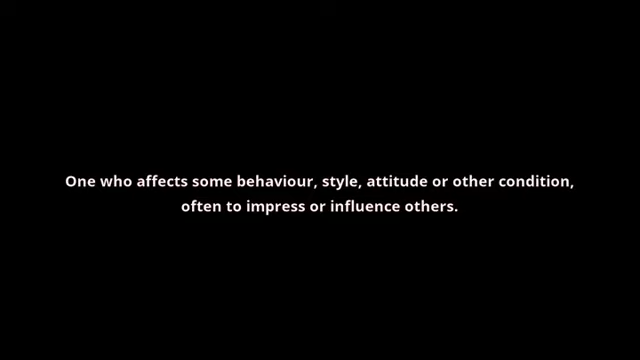 One who affects some behaviour, style, attitude or other condition,
often to impress or influence others.